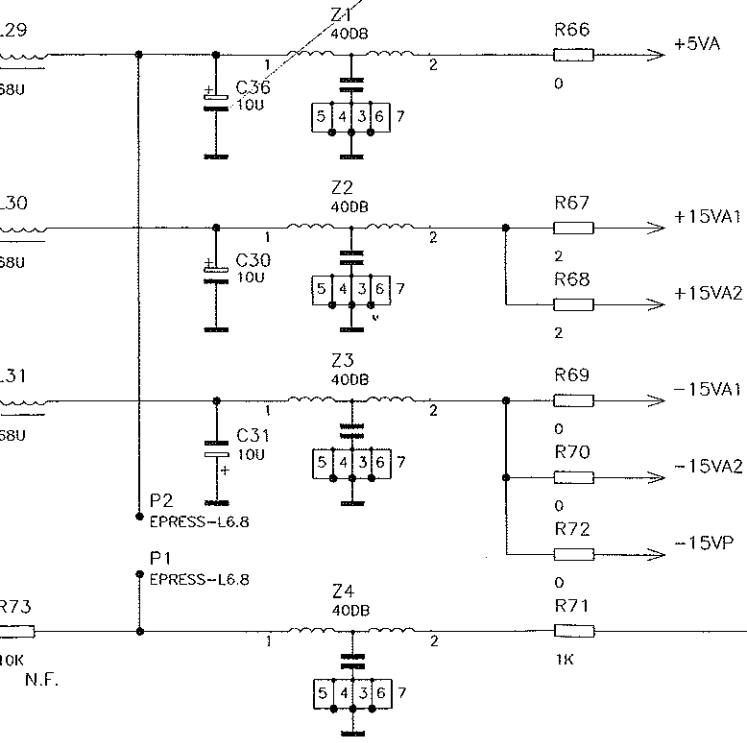 L29
68U
Z1
40DB
1
2
+
C36
10U
5 4 3 6 7
R66
0
+5VA
L30
68U
Z2
40DB
1
2
+
C30
10U
5 4 3 6 7
R67
2
+15VA1
R68
2
+15VA2
L31
68U
Z3
40DB
1
2
C31
10U
+
5 4 3 6 7
R69
0
-15VA1
R70
0
-15VA2
R72
0
-15VP
P2
EPRESS-L6.8
P1
EPRESS-L6.8
R73
10K
N.F.
Z4
40DB
1
2
5 4 3 6 7
R71
1K